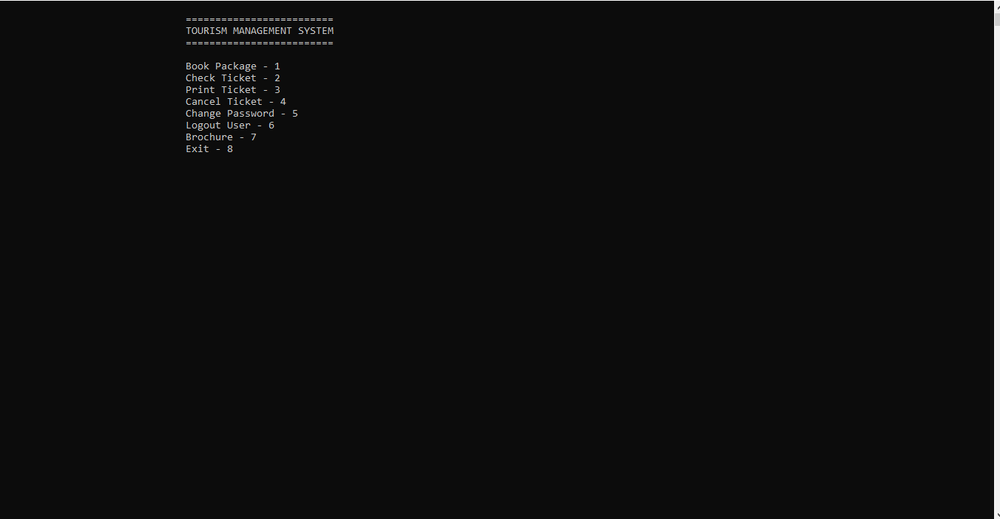 =========================
TOURISM MANAGEMENT SYSTEM
=========================
Book Package - 1
Check Ticket - 2
Print Ticket - 3
Cancel Ticket - 4
Change Password - 5
Logout User - 6
Brochure - 7
Exit - 8